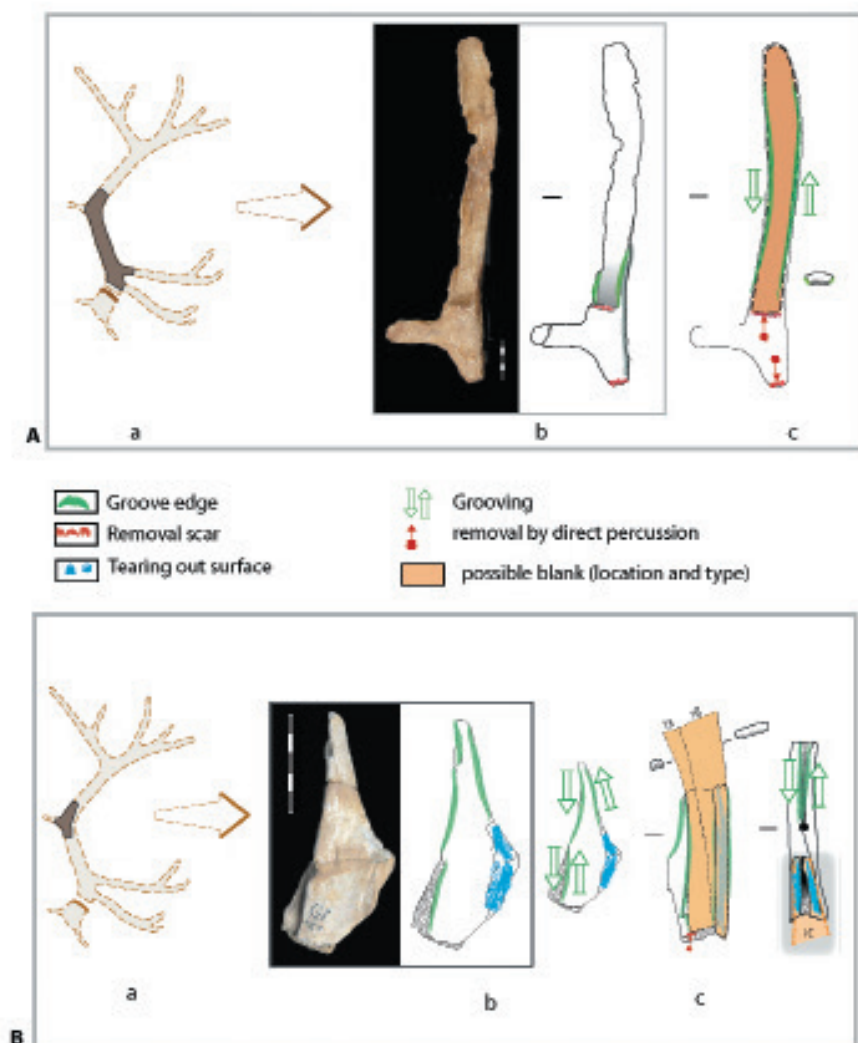 a
b
c
A
Groove edge
Removal scar
Tearing out surface
Grooving
removal by direct percussion
possible blank (location and type)
a
b
c
B